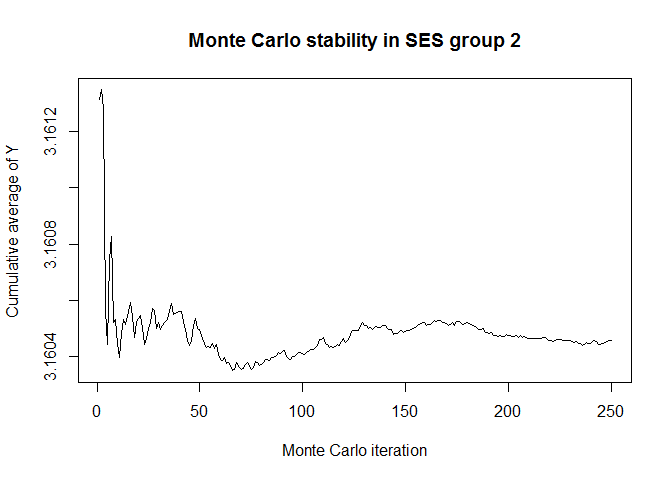 Monte Carlo stability in SES group 2
Cumulative average of Y
3.1612
3.1608
3.1604
0 50 100 150 200 250
Monte Carlo iteration